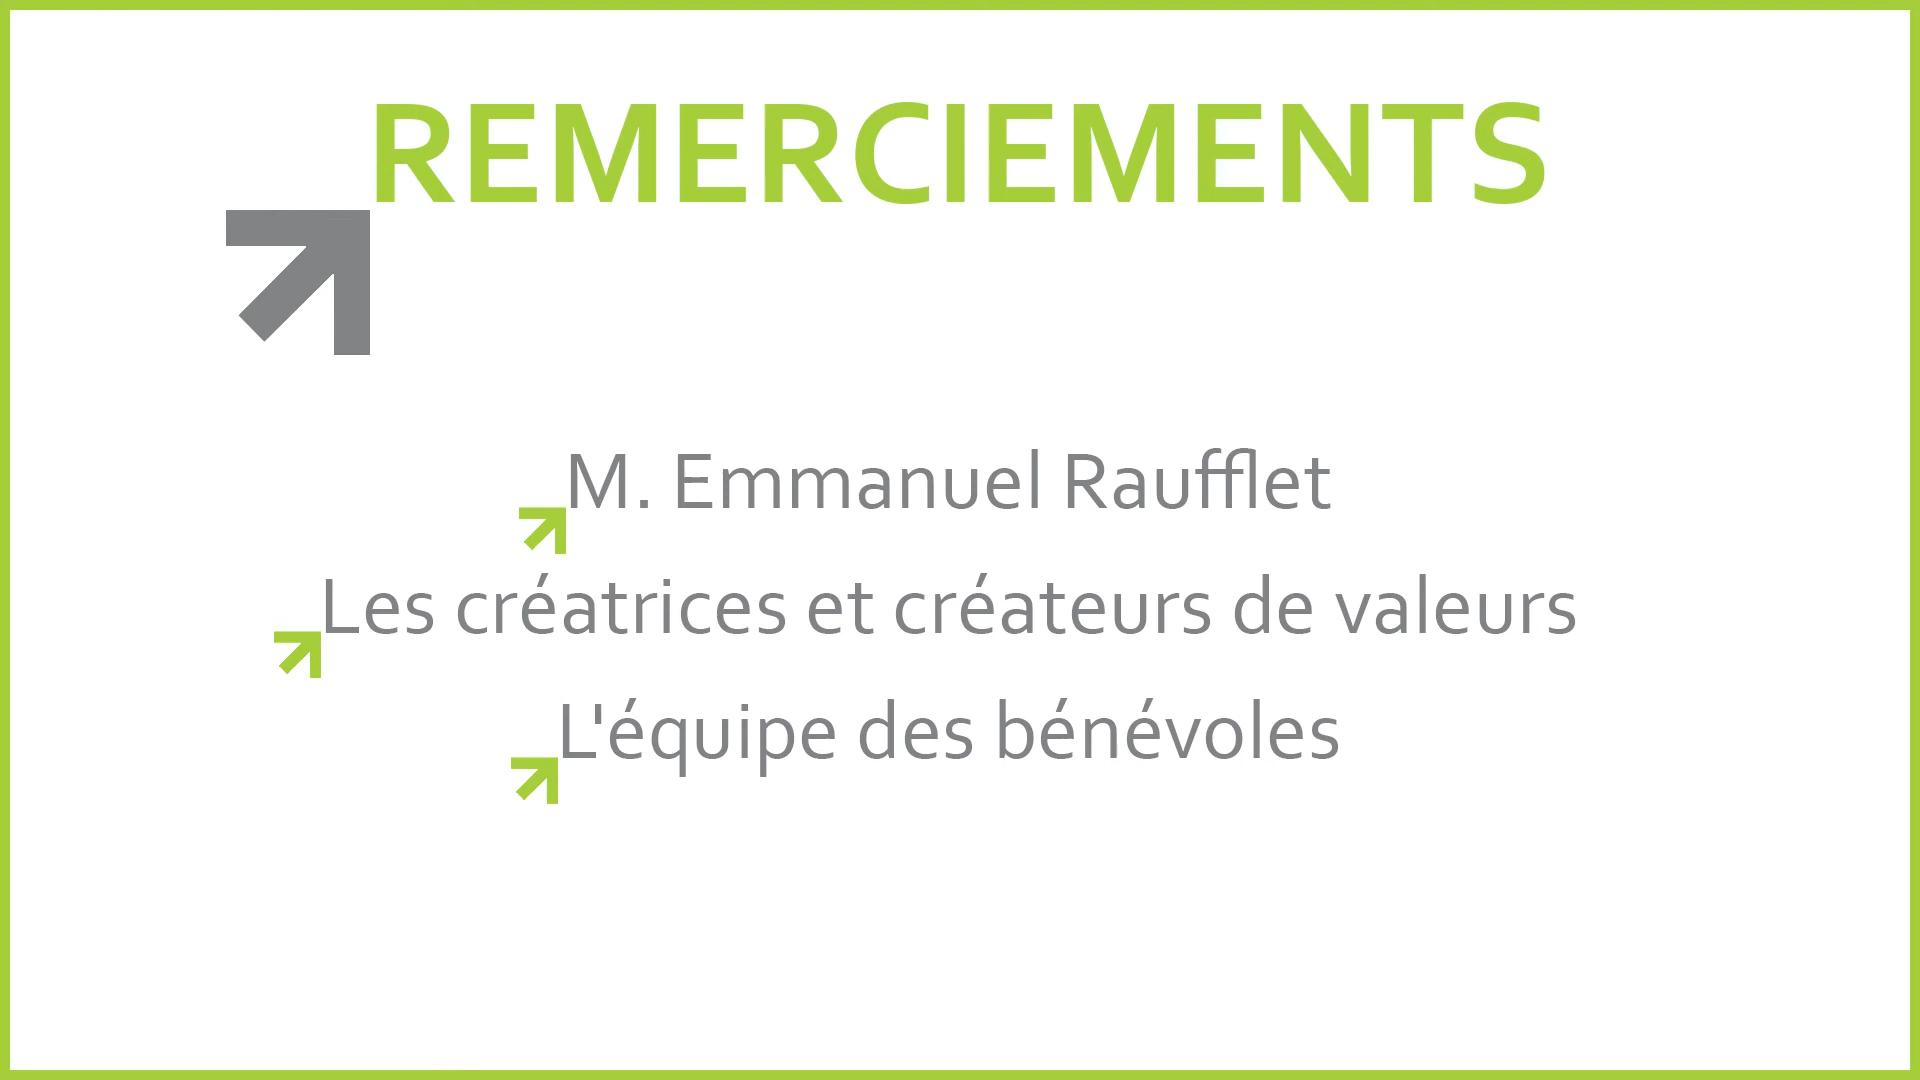 REMERCIEMENTS
M. Emmanuel Raufflet
Les créatrices et créateurs de valeurs
L'équipe des bénévoles